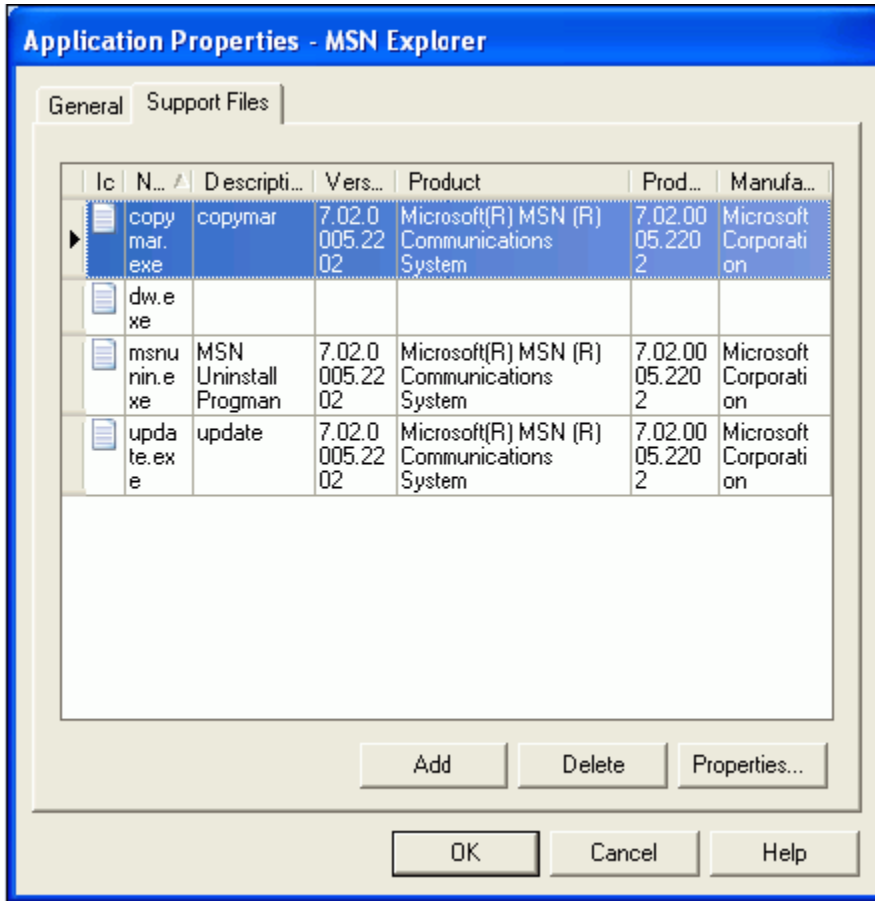 Application Properties - MSN Explorer
General
Support Files
Ic
N...
Descripti...
Vers...
Product
Prod...
Manufa...
copy
mar.
exe
copymar
7.02.0
005.22
02
Microsoft(R) MSN (R)
Communications
System
7.02.00
05.220
2
Microsoft
Corporati
on
dw.e
xe
msnu
nin.e
xe
MSN
Uninstall
Progman
7.02.0
005.22
02
Microsoft(R) MSN (R)
Communications
System
7.02.00
05.220
2
Microsoft
Corporati
on
upda
te.ex
e
update
7.02.0
005.22
02
Microsoft(R) MSN (R)
Communications
System
7.02.00
05.220
2
Microsoft
Corporati
on
Add
Delete
Properties...
OK
Cancel
Help